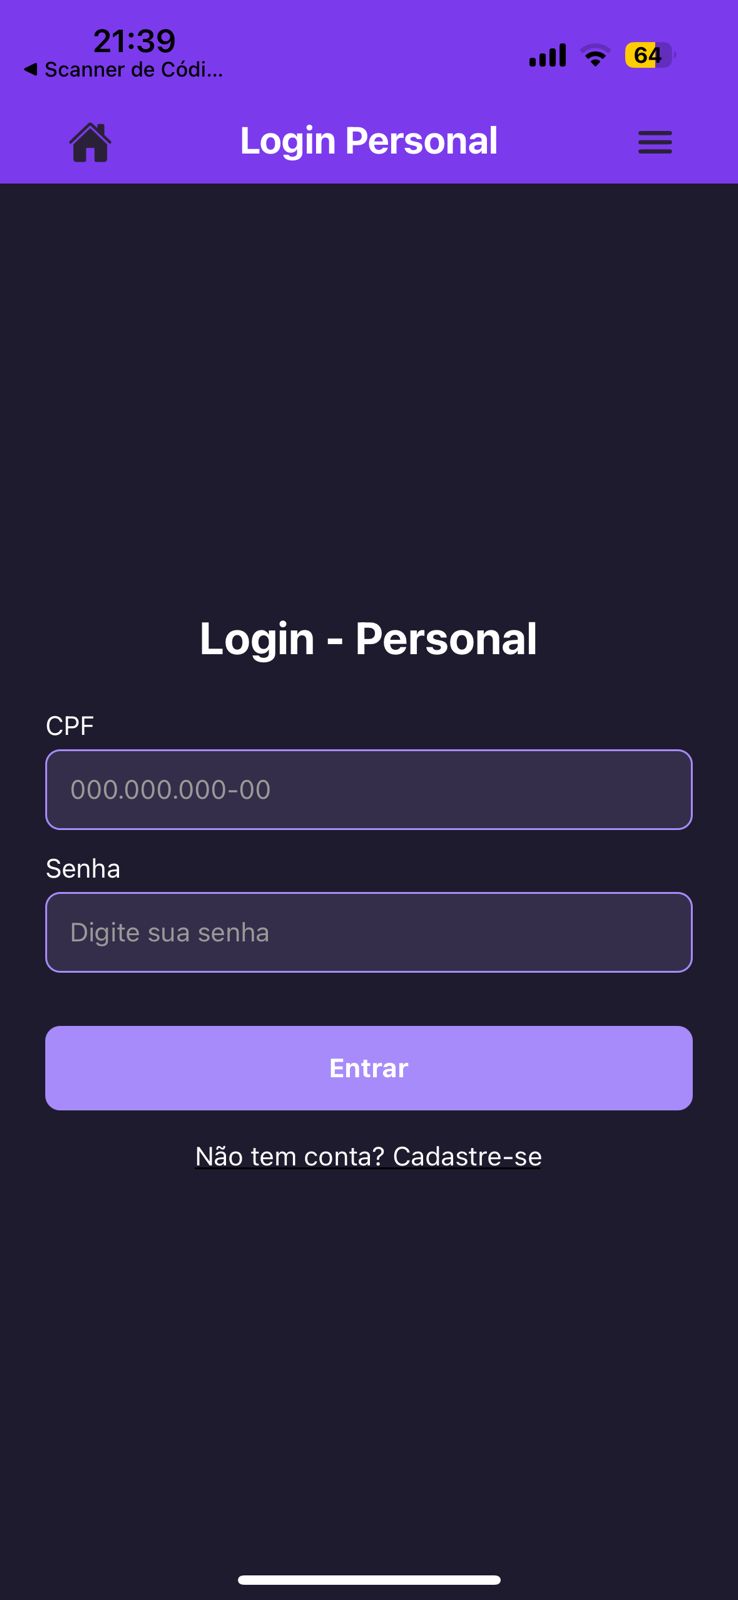 21:39
◀ Scanner de Códi...
64
Login Personal
Login - Personal
CPF
000.000.000-00
Senha
Digite sua senha
Entrar
Não tem conta? Cadastre-se